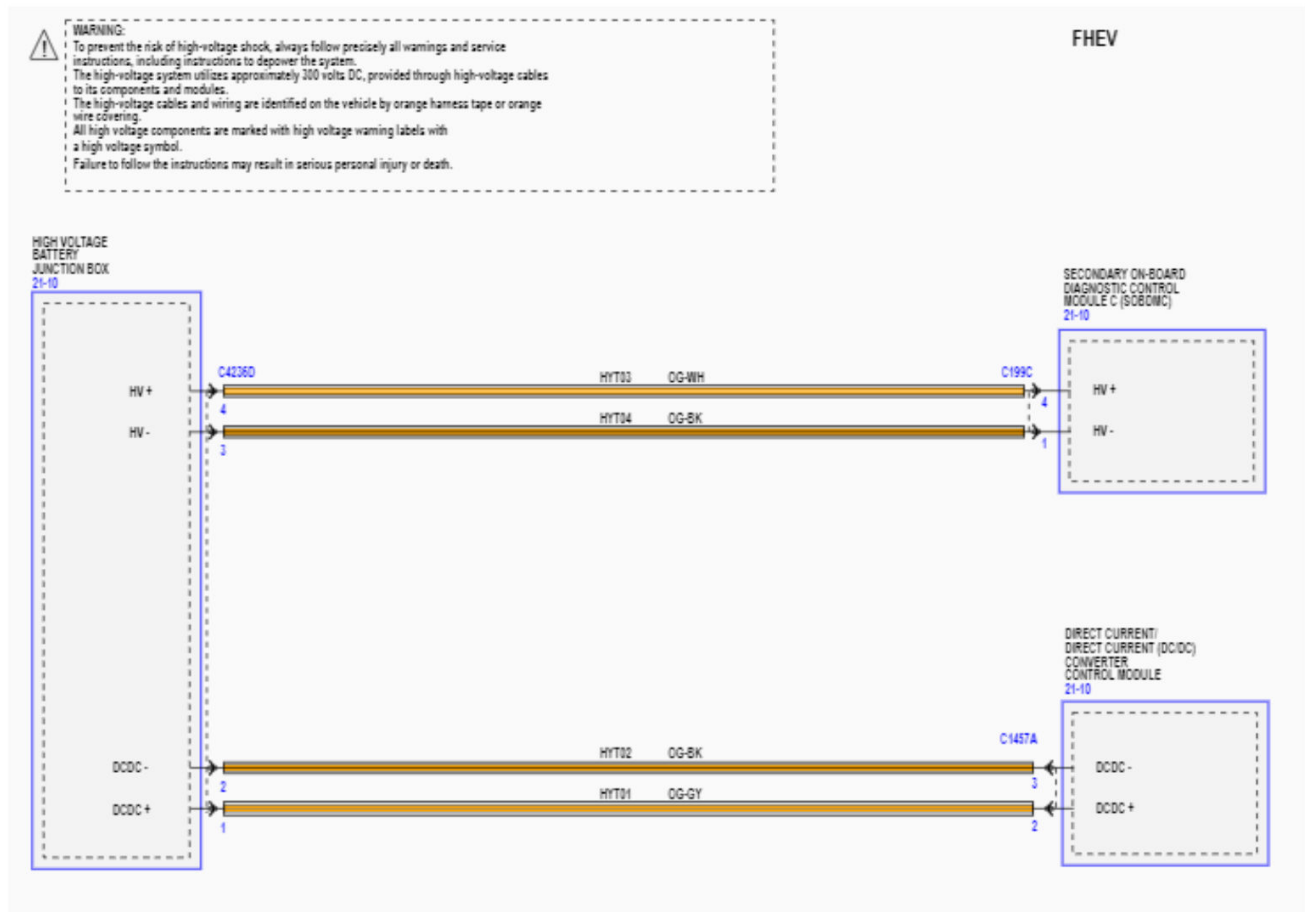 WARNING:
To prevent the risk of high-voltage shock, always follow precisely all warnings and service
instructions, including instructions to depower the system.
The high-voltage system utilizes approximately 300 volts DC, provided through high-voltage cables
to its components and modules.
The high-voltage cables and wiring are identified on the vehicle by orange harness tape or orange
wire covering.
All high voltage components are marked with high voltage warning labels with
a high voltage symbol.
Failure to follow the instructions may result in serious personal injury or death.
FHEV
HIGH VOLTAGE
BATTERY
JUNCTION BOX
21-10
SECONDARY ON-BOARD
DIAGNOSTIC CONTROL
MODULE C (SOBDMC)
21-10
C4236D
HYT03 OG-WH
C199C
HV +
4
4
HV +
HYT04 OG-BK
HV -
3
1
HV -
DIRECT CURRENT/
DIRECT CURRENT (DC/DC)
CONVERTER
CONTROL MODULE
21-10
C1457A
HYT02 OG-BK
DCDC -
2
3
DCDC -
HYT01 OG-GY
DCDC +
1
2
DCDC +